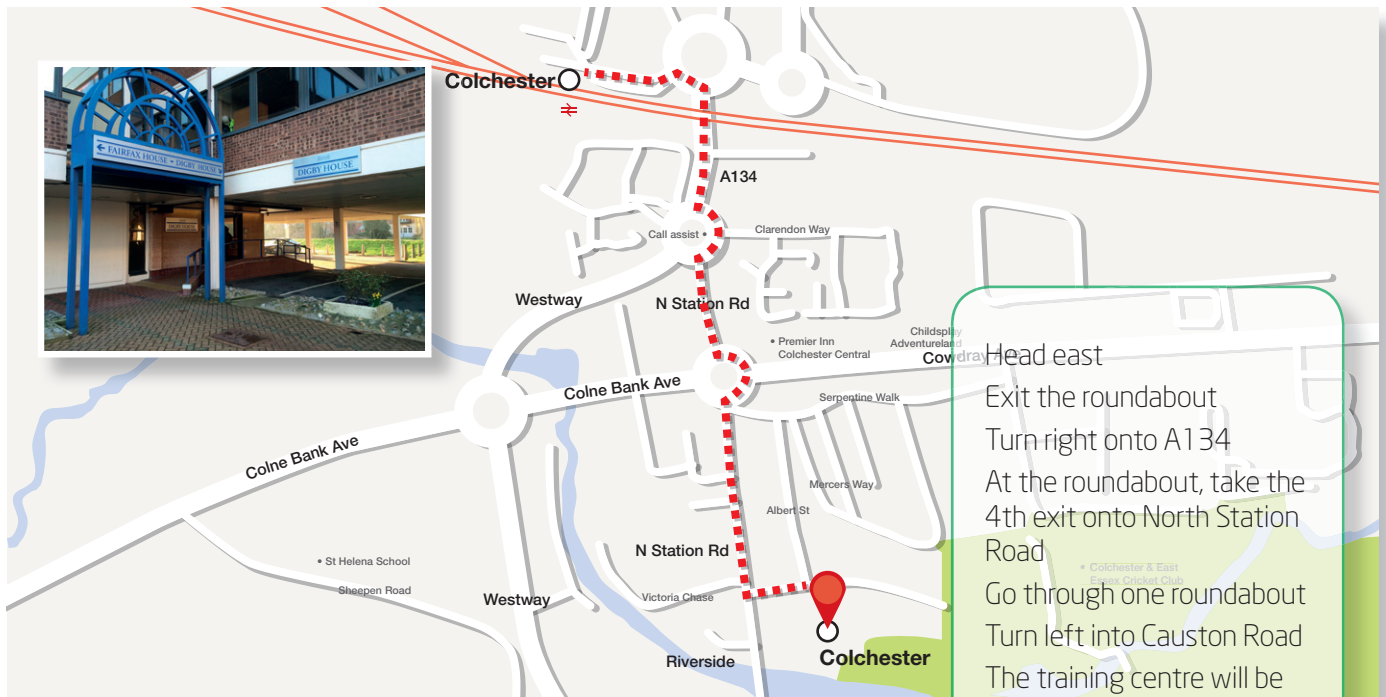 Colchester
FAIRFAX HOUSE - DIGBY HOUSE
DIGBY HOUSE
DIGBY HOUSE
A134
Call assist
Clarendon Way
Westway
N Station Rd
Premier Inn
Colchester Central
Childsplay
Adventureland
Cowdray Ave
Colne Bank Ave
Serpentine Walk
Colne Bank Ave
Mercers Way
Albert St
N Station Rd
St Helena School
Sheepen Road
Westway
Victoria Chase
Riverside
Colchester
Colchester & East
Essex Cricket Club
Head east
Exit the roundabout
Turn right onto A134
At the roundabout, take the
4th exit onto North Station
Road
Go through one roundabout
Turn left into Causton Road
The training centre will be